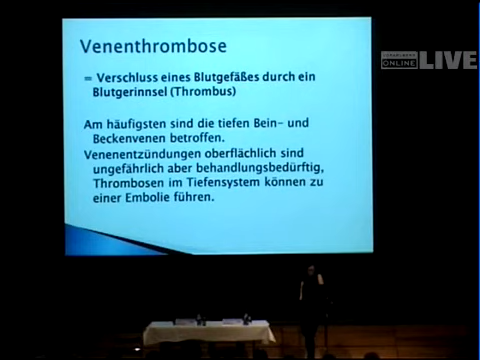 Venenthrombose
= Verschluss eines Blutgefäßes durch ein
Blutgerinnsel (Thrombus)
Am häufigsten sind die tiefen Bein- und
Beckenvenen betroffen.
Venenentzündungen oberflächlich sind
ungefährlich aber behandlungsbedürftig,
Thrombosen im Tiefensystem können zu
einer Embolie führen.
ONLINE LIVE